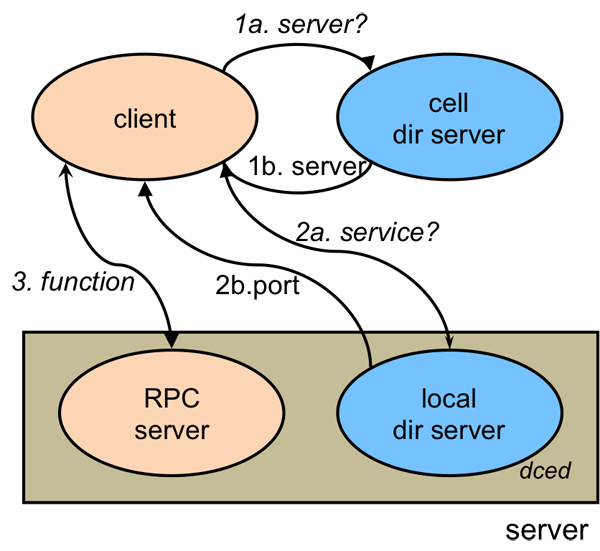 1a. server?
client
cell
dir server
1b. server
2a. service?
3. function
2b.port
RPC
server
local
dir server
dced
server